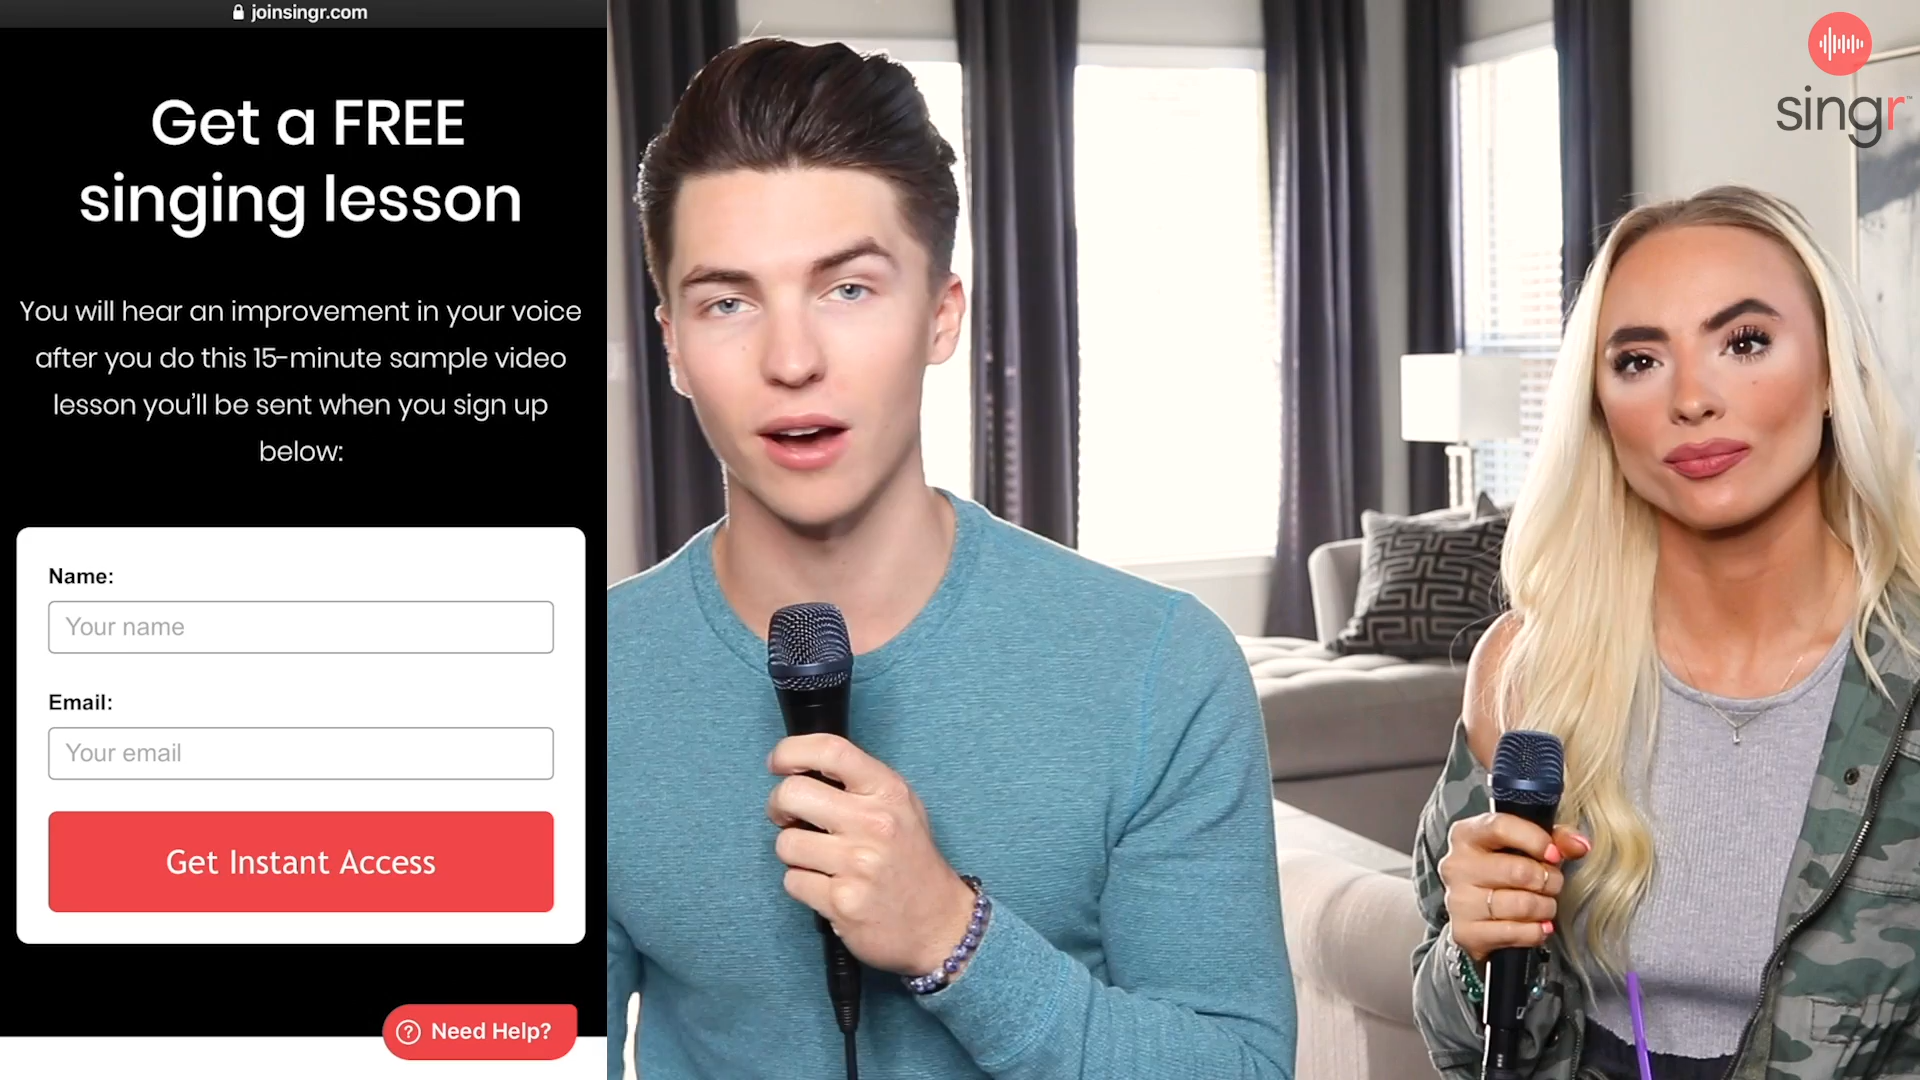 joinsingr.com
Get a FREE
singing lesson
You will hear an improvement in your voice
after you do this 15-minute sample video
lesson you'll be sent when you sign up
below:
Name:
Your name
Email:
Your email
Get Instant Access
? Need Help?
singr™